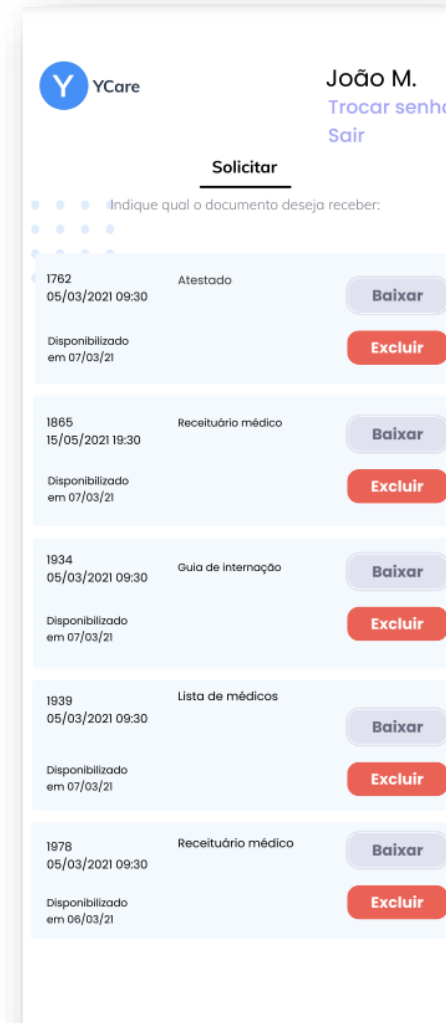 Y YCare
João M.
Trocar senha
Sair
Solicitar
Indique qual o documento deseja receber:
1762
05/03/2021 09:30
Atestado
Baixar
Disponibilizado
em 07/03/21
Excluir
1865
15/05/2021 19:30
Receituário médico
Baixar
Disponibilizado
em 07/03/21
Excluir
1934
05/03/2021 09:30
Guia de internação
Baixar
Disponibilizado
em 07/03/21
Excluir
1939
05/03/2021 09:30
Lista de médicos
Baixar
Disponibilizado
em 07/03/21
Excluir
1978
05/03/2021 09:30
Receituário médico
Baixar
Disponibilizado
em 06/03/21
Excluir